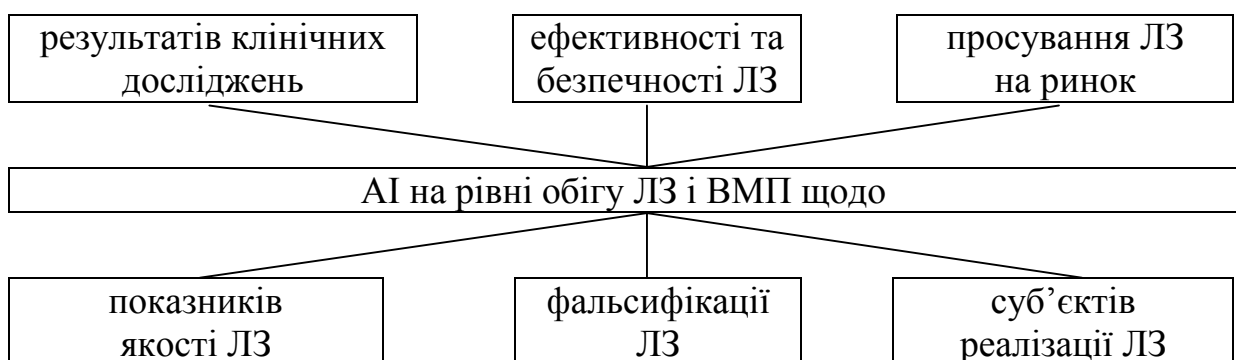 результатів клінічних
досліджень
ефективності та
безпечності ЛЗ
просування ЛЗ
на ринок
АІ на рівні обігу ЛЗ і ВМП щодо
показників
якості ЛЗ
фальсифікації
ЛЗ
суб’єктів
реалізації ЛЗ